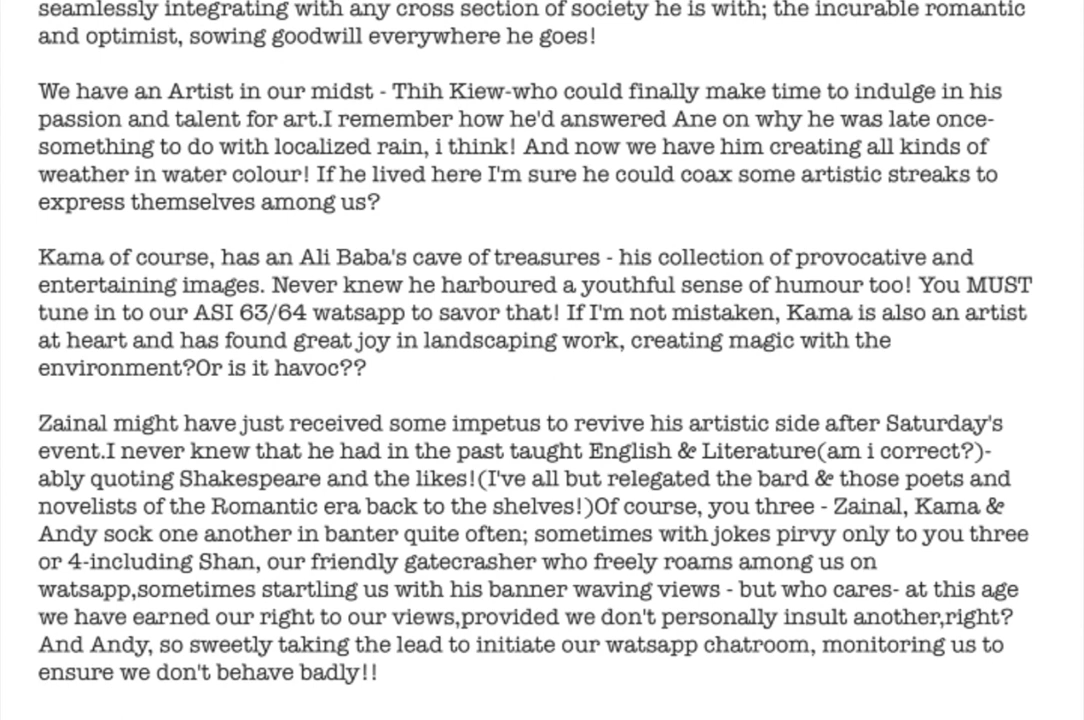 seamlessly integrating with any cross section of society he is with; the incurable romantic
and optimist, sowing goodwill everywhere he goes!
We have an Artist in our midst - Thih Kiew-who could finally make time to indulge in his
passion and talent for art.I remember how he'd answered Ane on why he was late once-
something to do with localized rain, i think! And now we have him creating all kinds of
weather in water colour! If he lived here I'm sure he could coax some artistic streaks to
express themselves among us?
Kama of course, has an Ali Baba's cave of treasures - his collection of provocative and
entertaining images. Never knew he harboured a youthful sense of humour too! You MUST
tune in to our ASI 63/64 watsapp to savor that! If I'm not mistaken, Kama is also an artist
at heart and has found great joy in landscaping work, creating magic with the
environment?Or is it havoc??
Zainal might have just received some impetus to revive his artistic side after Saturday's
event.I never knew that he had in the past taught English & Literature(am i correct?)-
ably quoting Shakespeare and the likes!(I've all but relegated the bard & those poets and
novelists of the Romantic era back to the shelves!)Of course, you three - Zainal, Kama &
Andy sock one another in banter quite often; sometimes with jokes pirvy only to you three
or 4-including Shan, our friendly gatecrasher who freely roams among us on
watsapp,sometimes startling us with his banner waving views - but who cares- at this age
we have earned our right to our views,provided we don't personally insult another,right?
And Andy, so sweetly taking the lead to initiate our watsapp chatroom, monitoring us to
ensure we don't behave badly!!